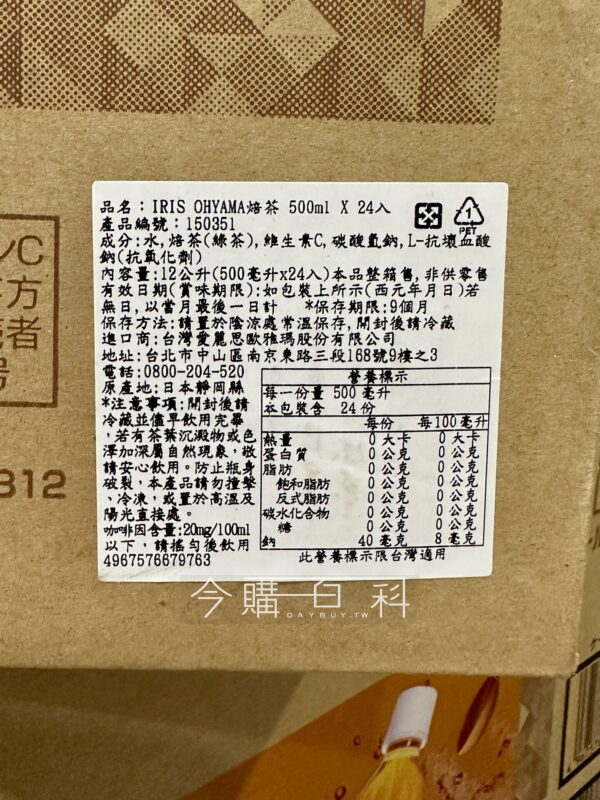 品名：IRIS OHYAMA焙茶 500ml X 24入
產品編號：150351
成分:水,焙茶(綠茶),維生素C,碳酸氫鈉,L-抗壞血酸
鈉(抗氧化劑)
內容量:12公升(500毫升x24入)本品整箱售,非供零售
有效日期(賞味期限):如包裝上所示(西元年月日)若
無日,以當月最後一日計 *保存期限:9個月
保存方法:請置於陰涼處常溫保存,開封後請冷藏
進口商:台灣愛麗思歐雅瑪股份有限公司
地址:台北市中山區南京東路三段168號9樓之3
電話:0800-204-520
原產地:日本靜岡縣
*注意事項:開封後請
冷藏並儘早飲用完畢
,若有茶葉沉澱物或色
澤加深屬自然現象,敬
請安心飲用。防止瓶身
破裂,本品請勿撞擊
、冷凍,或置於高溫及
陽光直接處。
咖啡因含量:20mg/100ml
以下,請搖勻後飲用
4967576679763
PET
1
營養標示
每一份量 500 毫升
本包裝含 24份
每份 每100毫升
熱量 0 大卡 0 大卡
蛋白質 0 公克 0 公克
脂肪 0 公克 0 公克
飽和脂肪 0 公克 0 公克
反式脂肪 0 公克 0 公克
碳水化合物 0 公克 0 公克
糖 0 公克 0 公克
鈉 40 毫克 8 毫克
此營養標示限台灣適用
今購百科
DAYBUY.TW
ンC
方
者
号
312